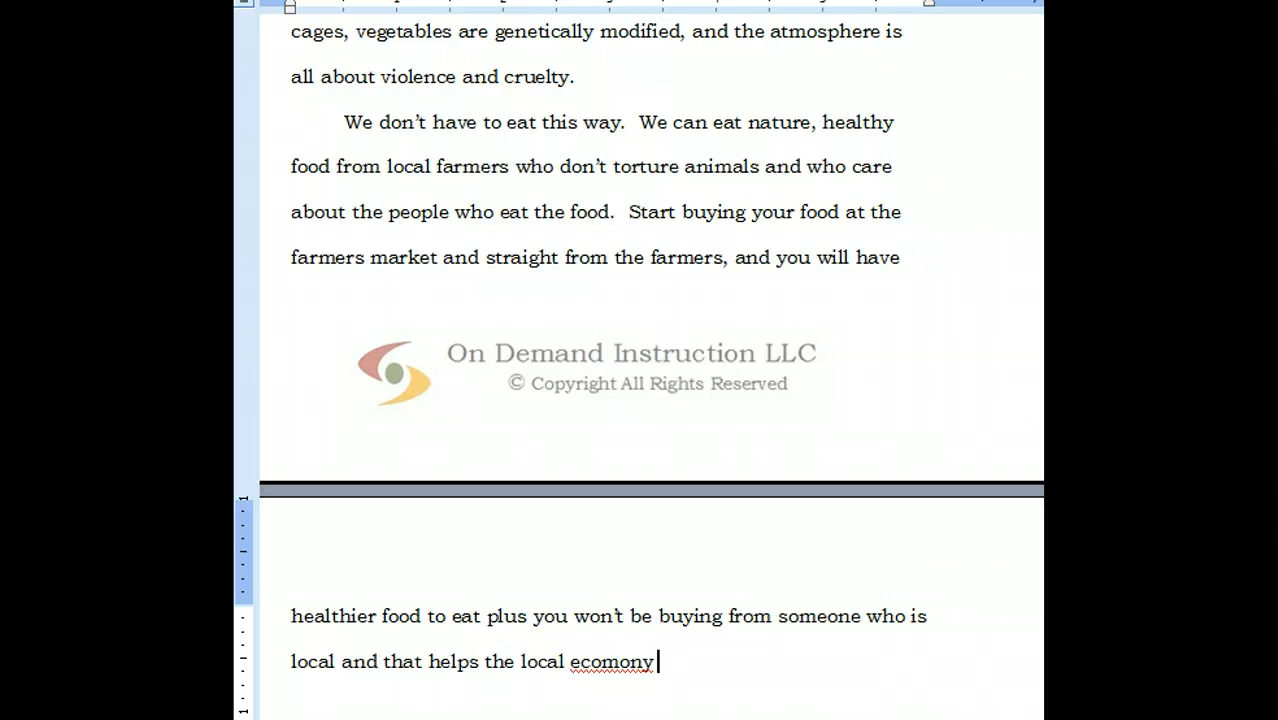 cages, vegetables are genetically modified, and the atmosphere is
all about violence and cruelty.
We don't have to eat this way.  We can eat nature, healthy
food from local farmers who don't torture animals and who care
about the people who eat the food.  Start buying your food at the
farmers market and straight from the farmers, and you will have
On Demand Instruction LLC
© Copyright All Rights Reserved
healthier food to eat plus you won't be buying from someone who is
local and that helps the local ecomony